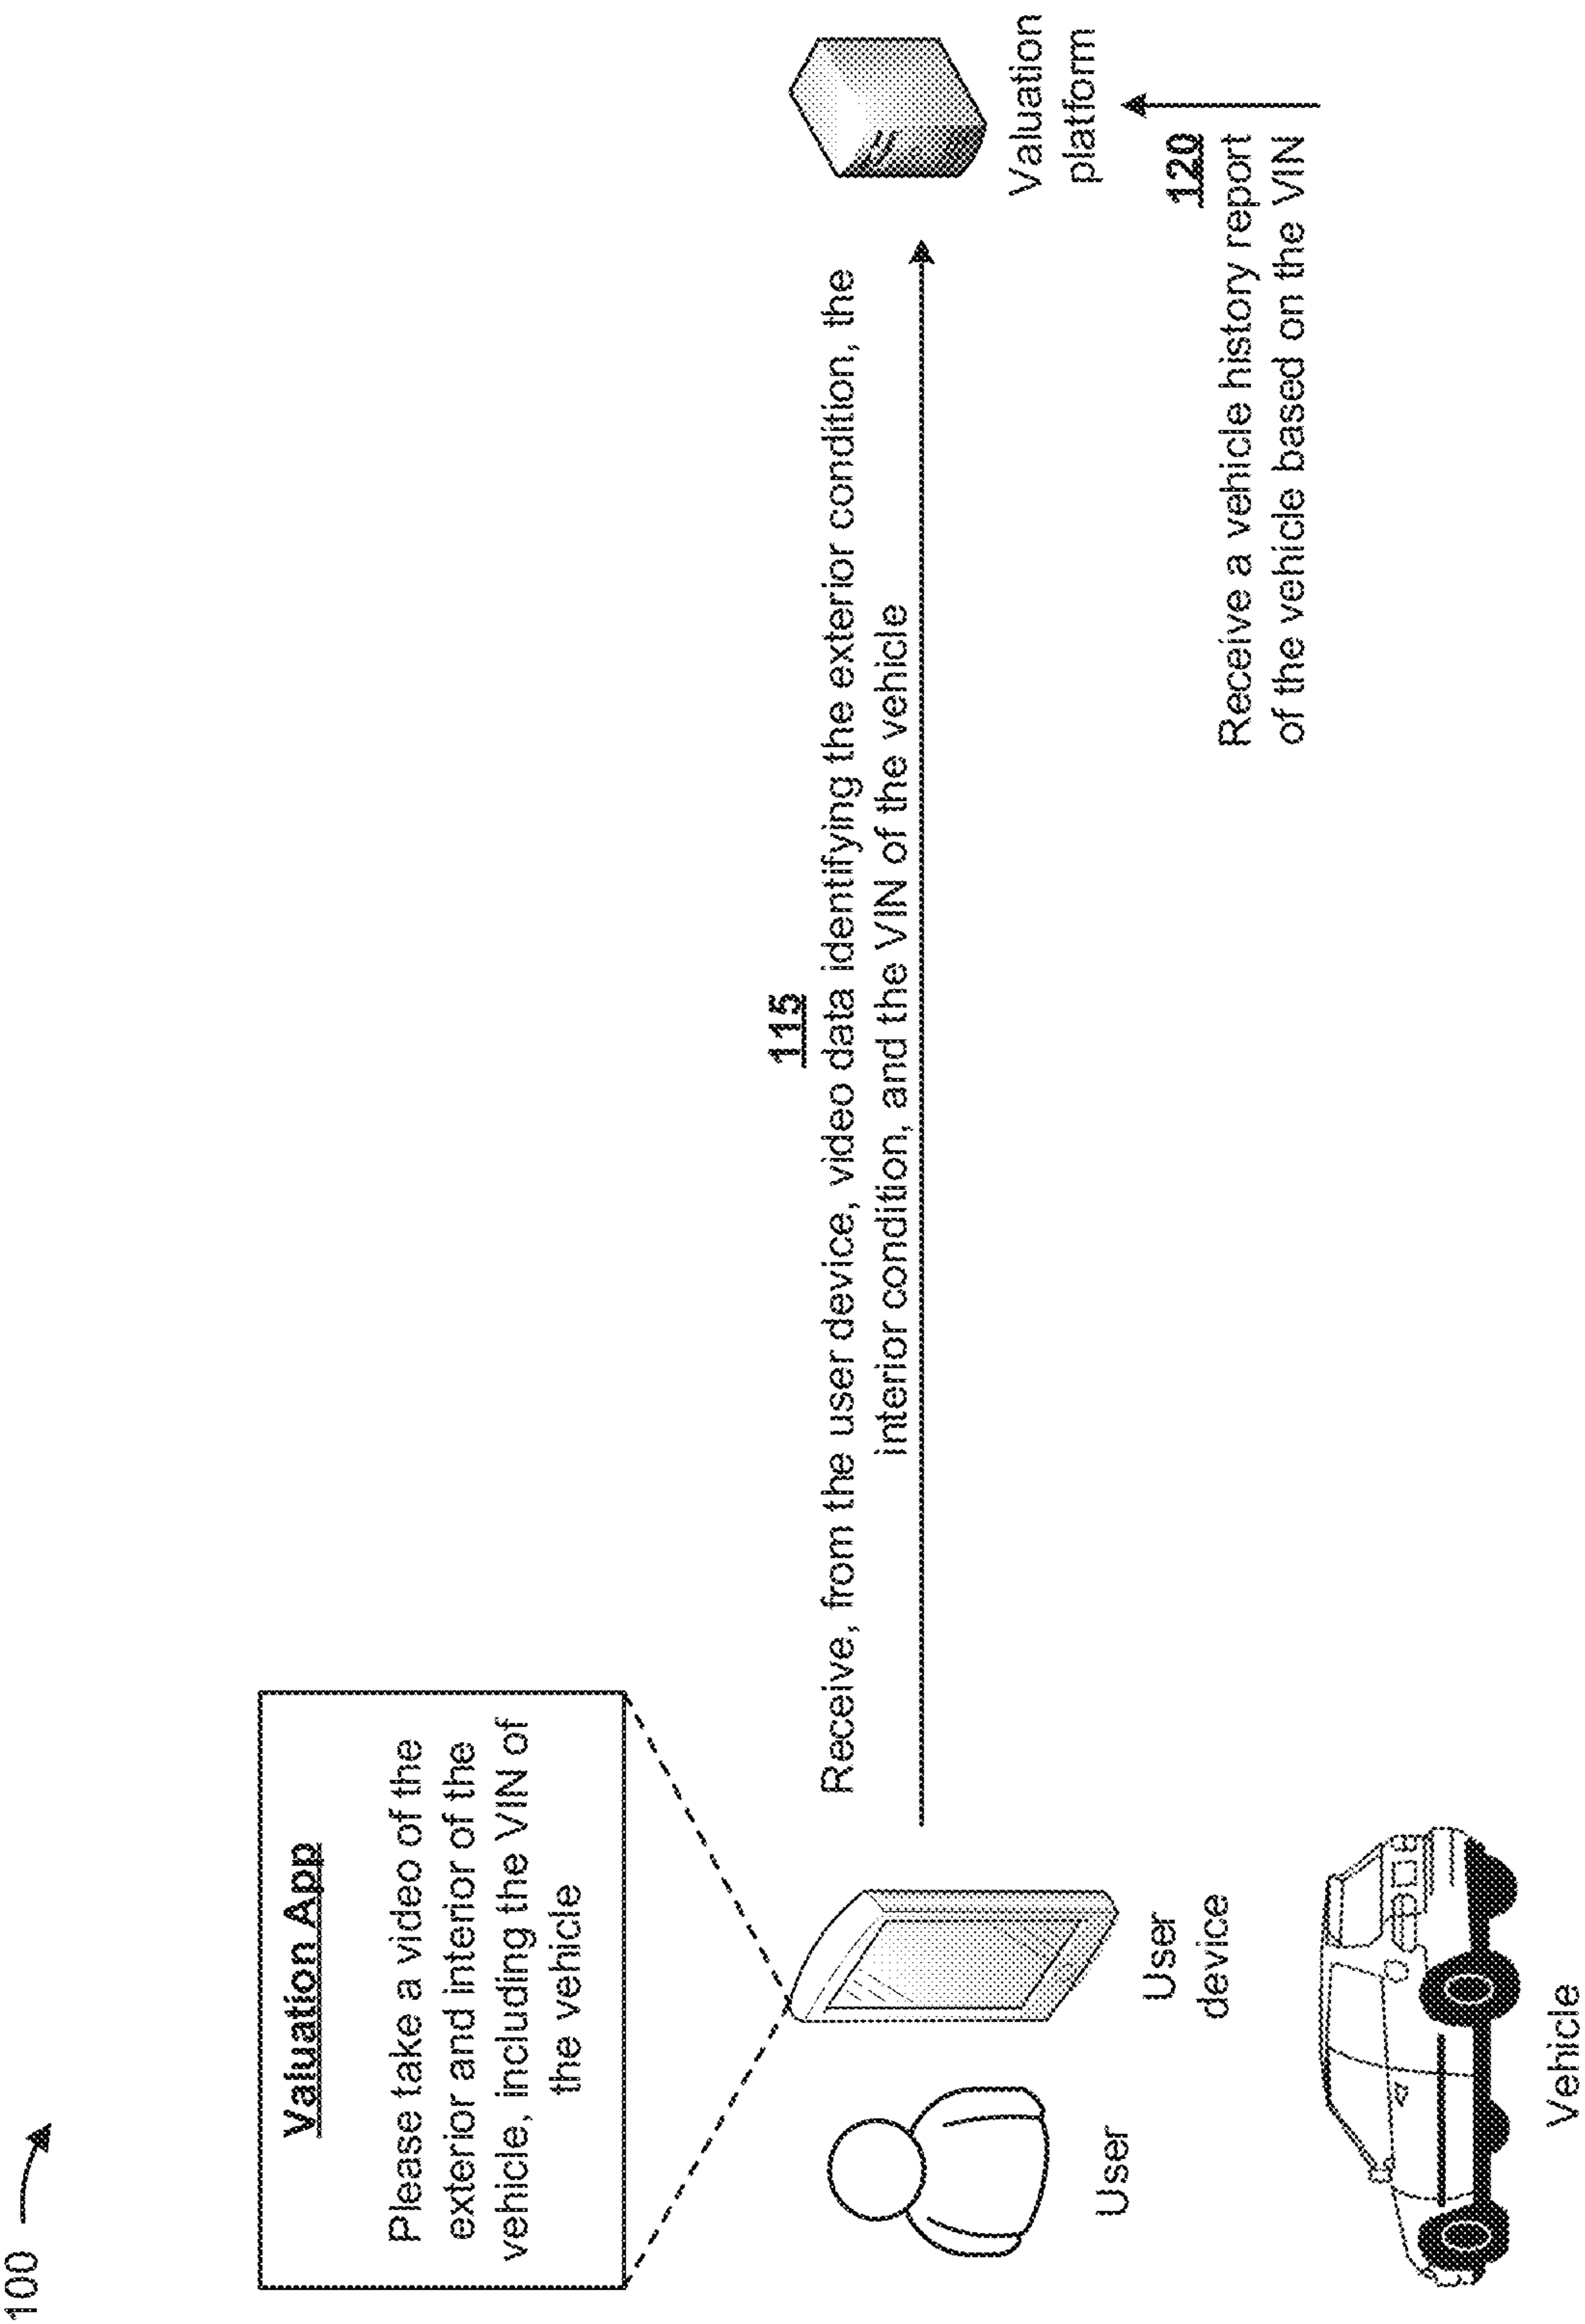 100
Valuation App
Please take a video of the
exterior and interior of the
vehicle, including the VIN of
the vehicle
115
Receive, from the user device, video data identifying the exterior condition, the
interior condition, and the VIN of the vehicle
Valuation
platform
120
Receive a vehicle history report
of the vehicle based on the VIN
User
User
device
Vehicle